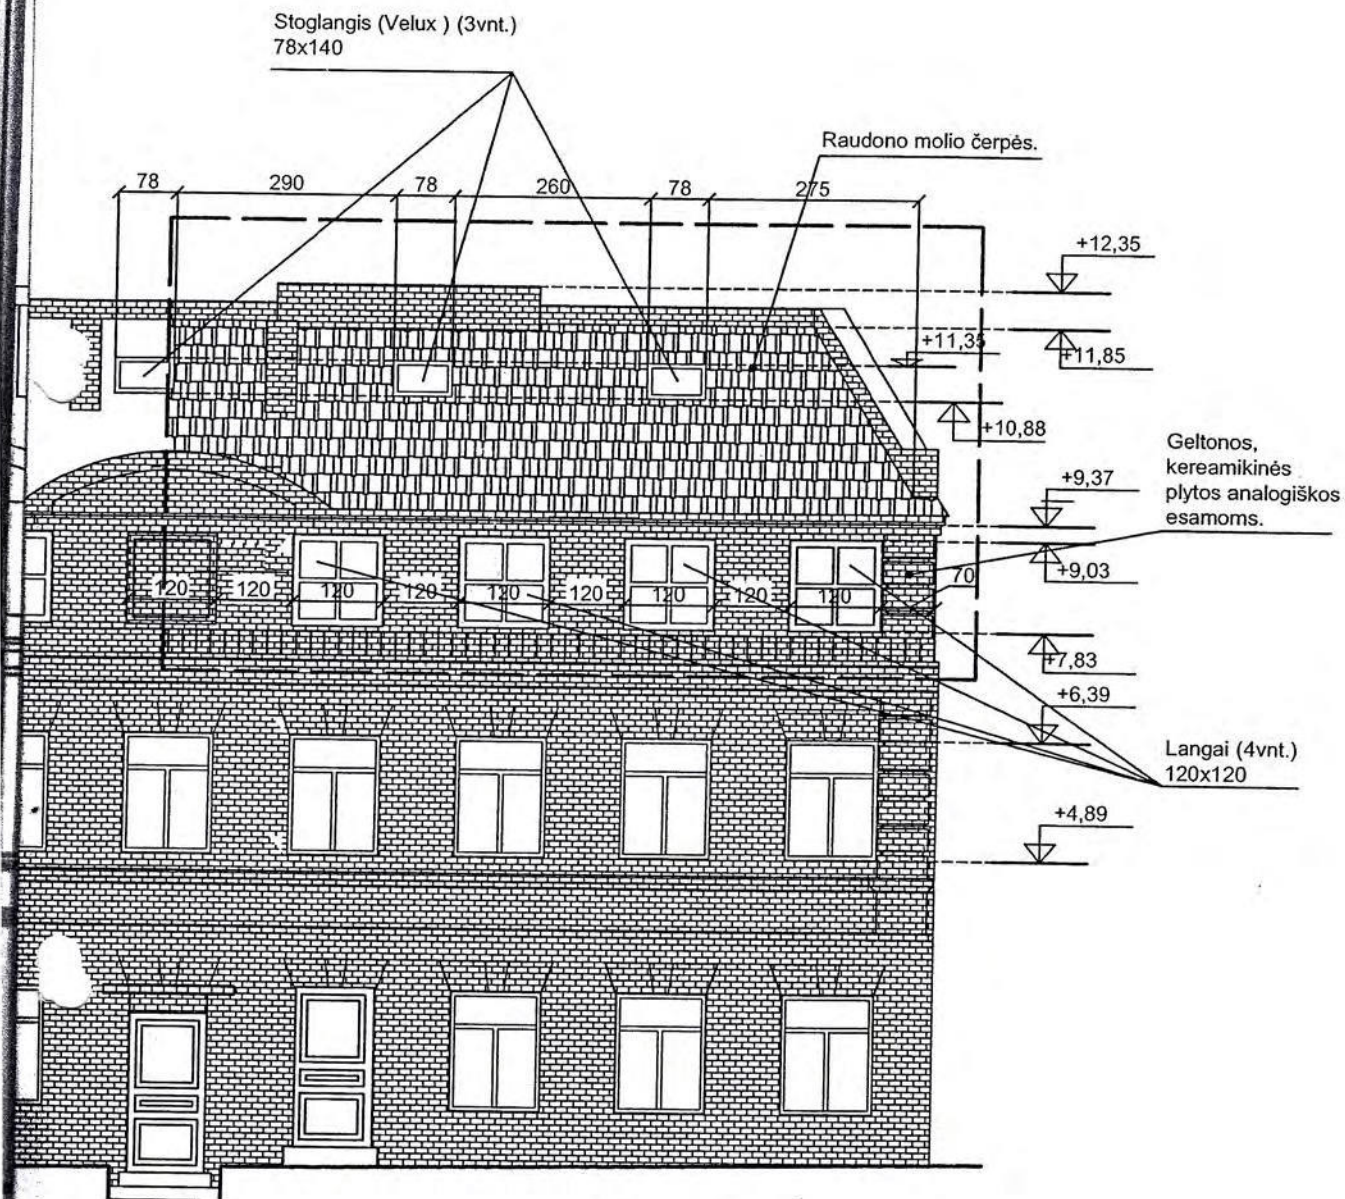 Stoglangis (Velux ) (3vnt.)
78x140
Raudono molio čerpės.
78
290
78
260
78
275
+12,35
+11,35
+11,85
+10,88
Geltonos,
kereamikinės
plytos analogiškos
esamoms.
+9,37
+9,03
70
120
120
120
120
120
120
120
120
120
+7,83
+6,39
Langai (4vnt.)
120x120
+4,89